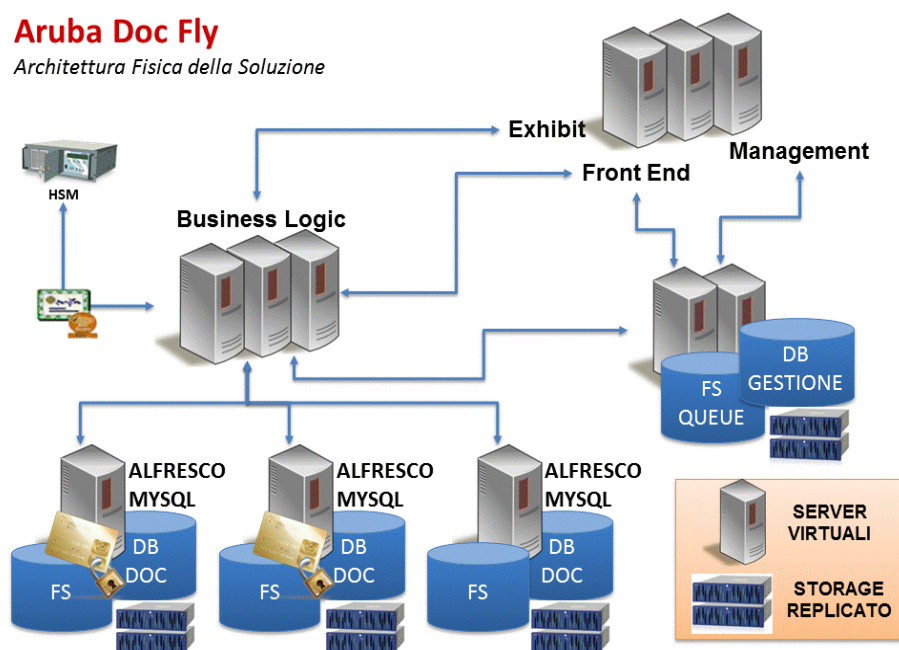 Aruba Doc Fly
Architettura Fisica della Soluzione
Exhibit
Management
Front End
HSM
Business Logic
DB
GESTIONE
FS
QUEUE
ALFRESCO
MYSQL
DB
DOC
FS
ALFRESCO
MYSQL
DB
DOC
FS
ALFRESCO
MYSQL
DB
DOC
FS
SERVER
VIRTUALI
STORAGE
REPLICATO